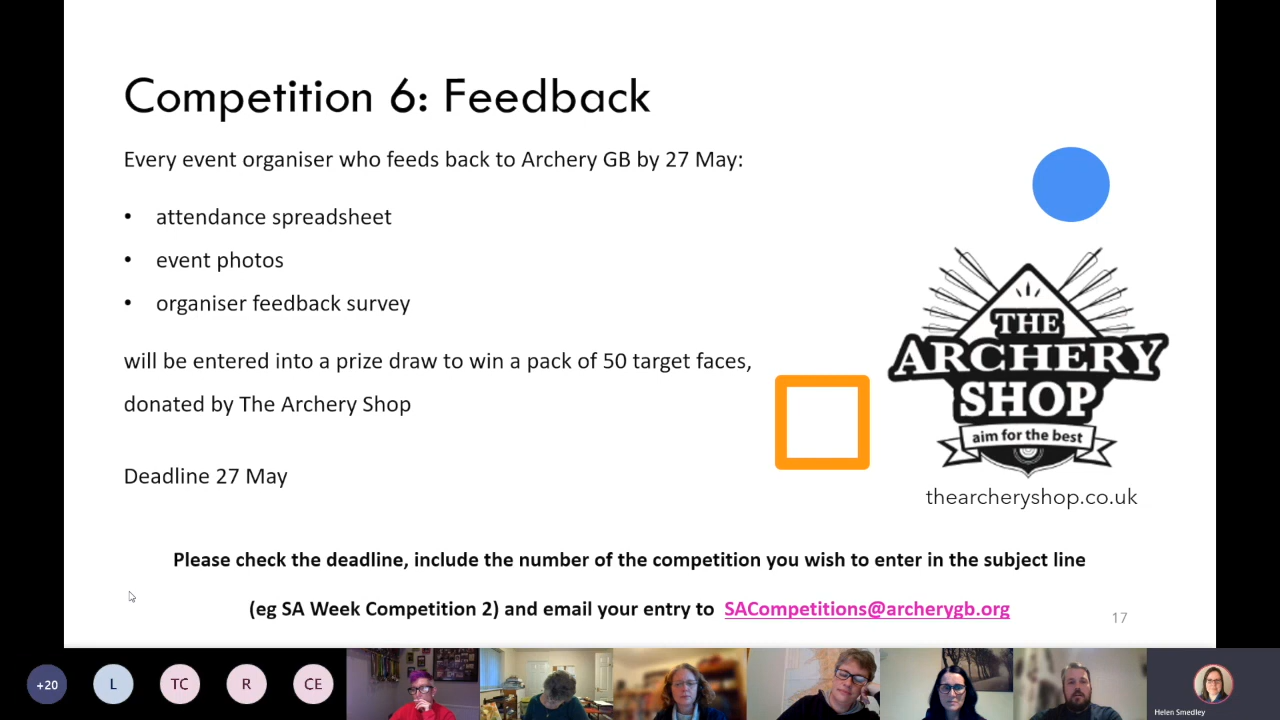 Competition 6: Feedback
Every event organiser who feeds back to Archery GB by 27 May:
• attendance spreadsheet
• event photos
• organiser feedback survey
will be entered into a prize draw to win a pack of 50 target faces,
donated by The Archery Shop
Deadline 27 May
THE
ARCHERY
SHOP
aim for the best
thearcheryshop.co.uk
Please check the deadline, include the number of the competition you wish to enter in the subject line
(eg SA Week Competition 2) and email your entry to SACompetitions@archerygb.org
17
+20
L
TC
R
CE
Helen Smedley